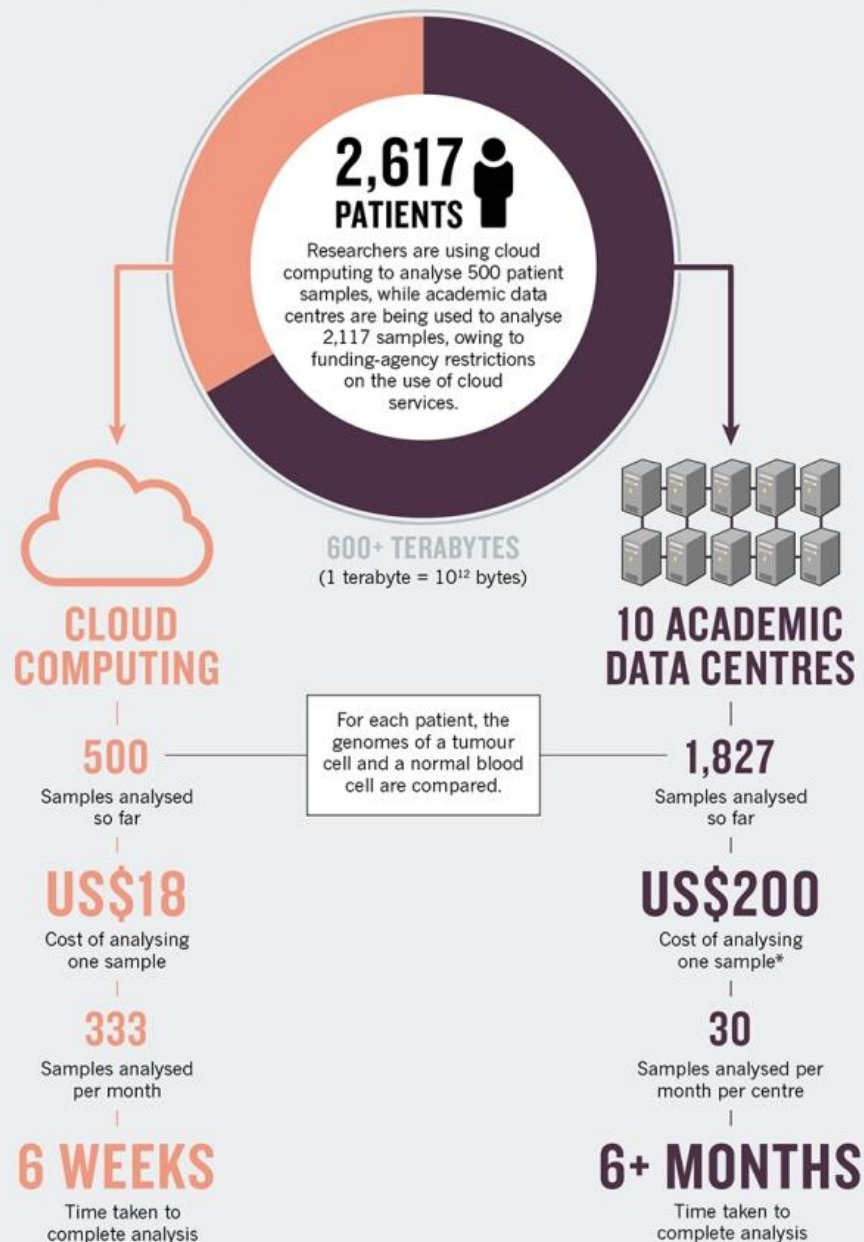 2,617
PATIENTS
Researchers are using cloud
computing to analyse 500 patient
samples, while academic data
centres are being used to analyse
2,117 samples, owing to
funding-agency restrictions
on the use of cloud
services.
600+ TERABYTES
(1 terabyte = 10¹² bytes)
CLOUD
COMPUTING
500
Samples analysed
so far
US$18
Cost of analysing
one sample
333
Samples analysed
per month
6 WEEKS
Time taken to
complete analysis
For each patient, the
genomes of a tumour
cell and a normal blood
cell are compared.
10 ACADEMIC
DATA CENTRES
1,827
Samples analysed
so far
US$200
Cost of analysing
one sample*
30
Samples analysed per
month per centre
6+ MONTHS
Time taken to
complete analysis